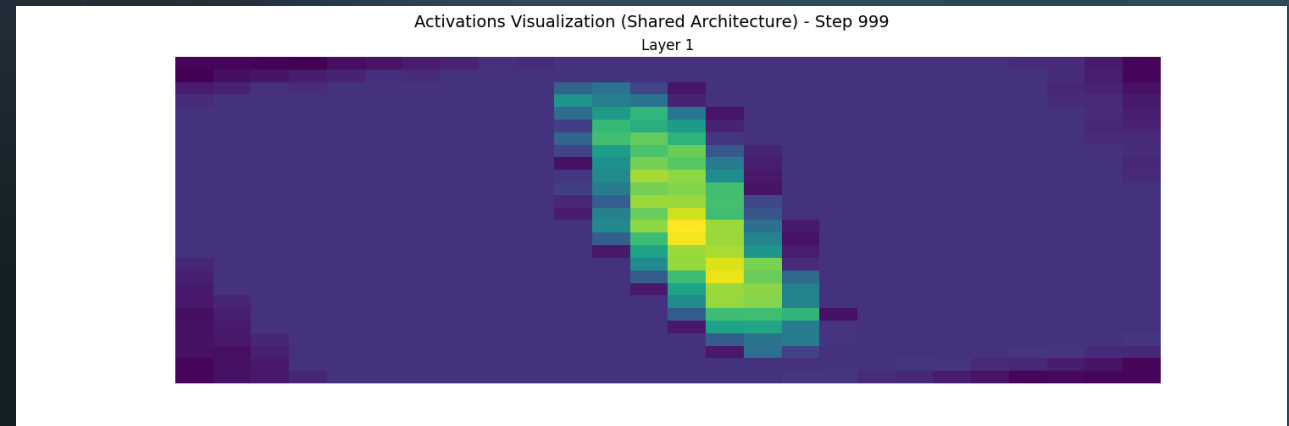 Activations Visualization (Shared Architecture) - Step 999
Layer 1